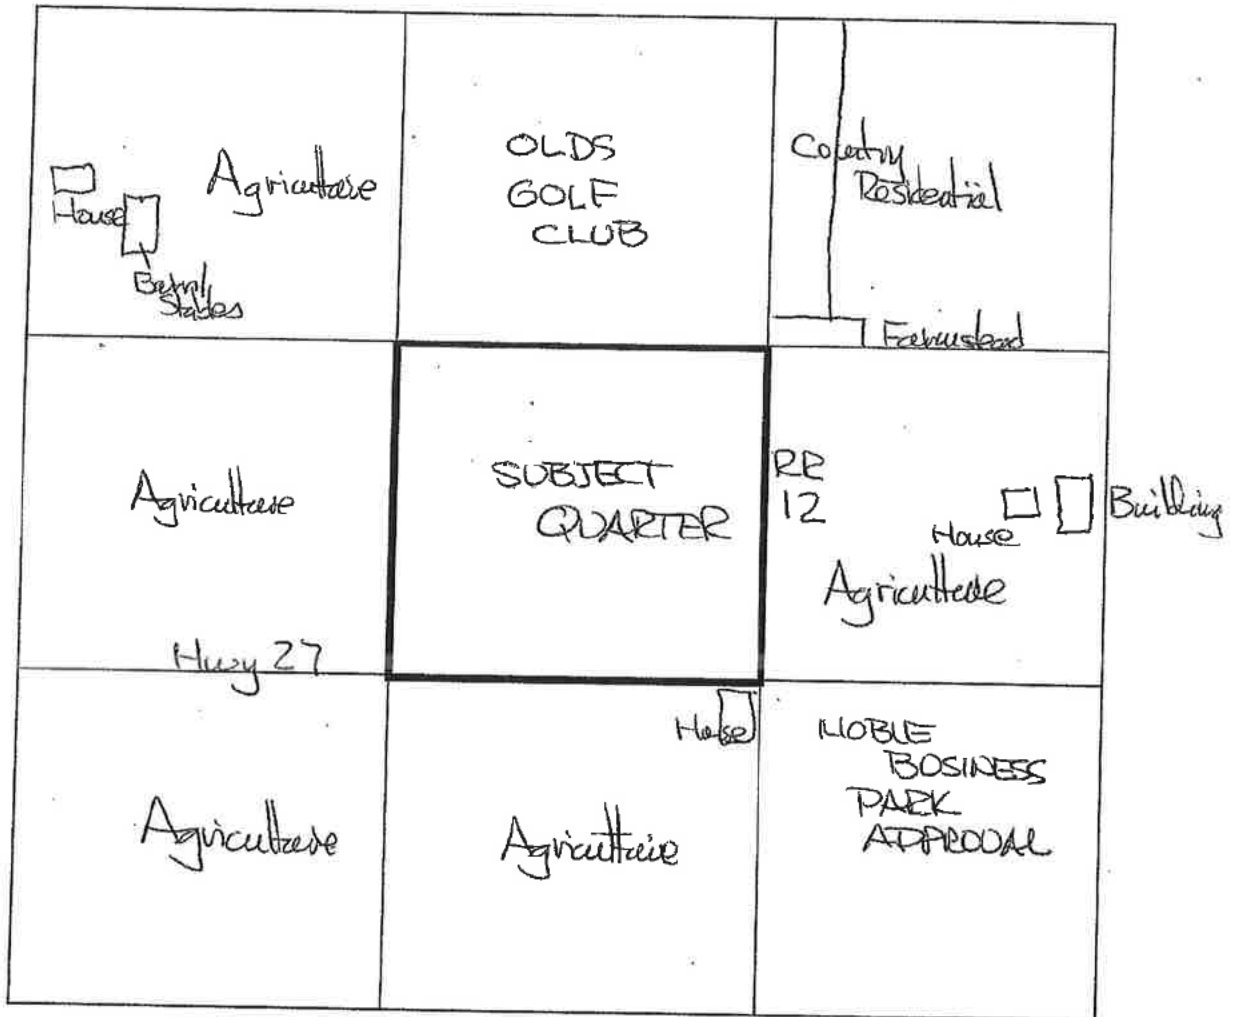 Agriculture
House
Stables
OLDS
GOLF
CLUB
Country
Residential
Farmstead
Agriculture
Hwy 27
SUBJECT
QUARTER
RR
12
House
Building
Agriculture
Agriculture
House
Agriculture
NOBLE
BUSINESS
PARK
APPROVAL